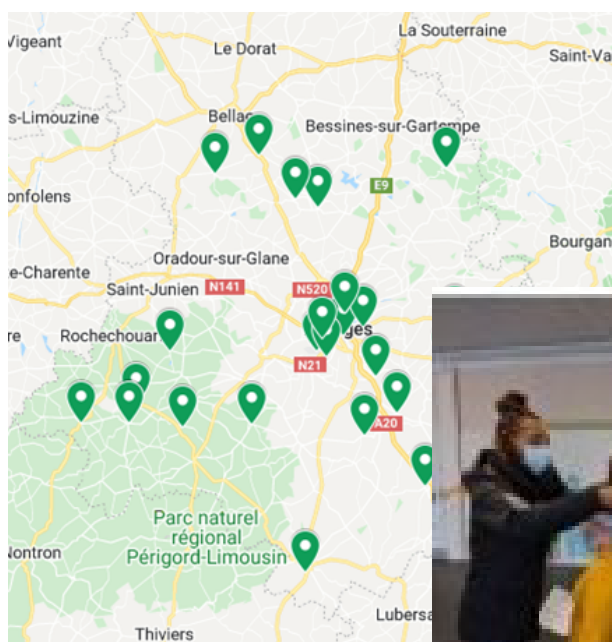 La Souterraine
Vigeant
Le Dorat
Saint-Va
s-Limouzine
Bellac
Bessines-sur-Gartempe
E9
onfolens
Bourgan
Oradour-sur-Glane
e-Charente
Saint-Junien
N141
N520
re
Rochechouar
ges
N21
A20
Parc naturel
régional
Périgord-Limousin
Nontron
Lubersa
Thiviers